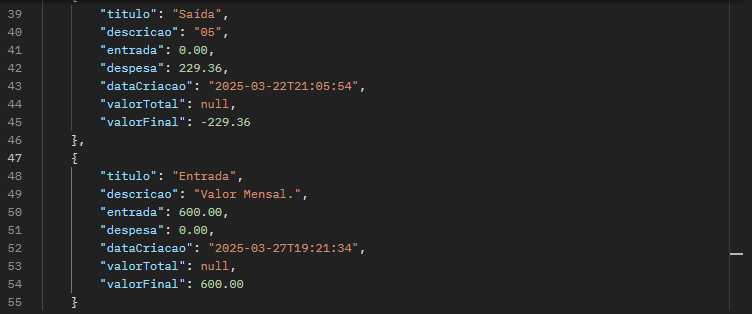 39 "titulo": "Saída",
40 "descricao": "05",
41 "entrada": 0.00,
42 "despesa": 229.36,
43 "dataCriacao": "2025-03-22T21:05:54",
44 "valorTotal": null,
45 "valorFinal": -229.36
46 },
47 {
48 "titulo": "Entrada",
49 "descricao": "Valor Mensal.",
50 "entrada": 600.00,
51 "despesa": 0.00,
52 "dataCriacao": "2025-03-27T19:21:34",
53 "valorTotal": null,
54 "valorFinal": 600.00
55 }